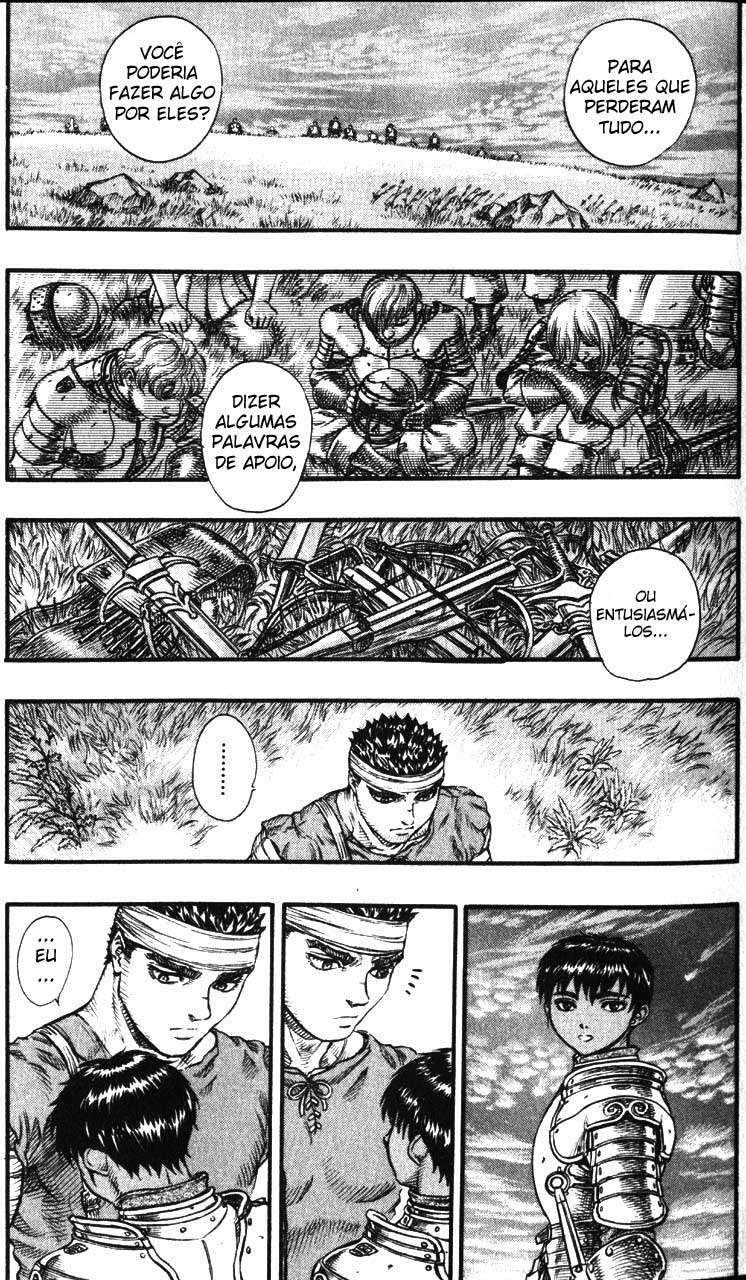 PARA
AQUELES QUE
PERDERAM
TUDO...
VOCÊ
PODERIA
FAZER ALGO
POR ELES?
DIZER
ALGUMAS
PALAVRAS
DE APOIO,
OU
ENTUSIASMÁ-
LOS...
........
...
EU
...